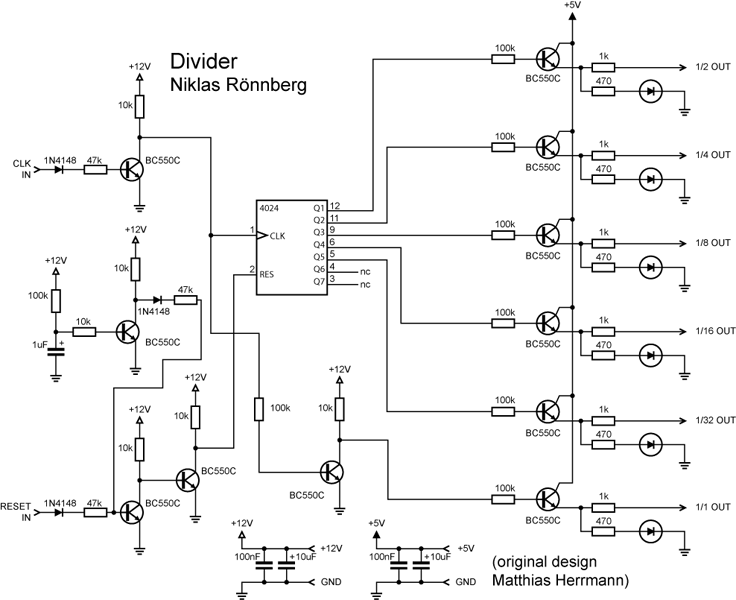 +5V
Divider
Niklas Rönnberg
+12V
10k
CLK IN
1N4148
47k
BC550C
100k
BC550C
1k
470
1/2 OUT
100k
BC550C
1k
470
1/4 OUT
4024
1
CLK
2
RES
Q1
12
Q2
11
Q3
9
Q4
6
Q5
5
Q6
4
nc
Q7
3
nc
100k
BC550C
1k
470
1/8 OUT
+12V
10k
+12V
100k
1N4148
47k
10k
BC550C
1uF
+
100k
BC550C
1k
470
1/16 OUT
+12V
10k
+12V
10k
BC550C
RESET IN
1N4148
47k
BC550C
100k
+12V
10k
BC550C
100k
BC550C
1k
470
1/32 OUT
100k
BC550C
1k
470
1/1 OUT
+12V
+12V
100nF
+10uF
GND
+5V
+5V
100nF
+10uF
GND
(original design
Matthias Herrmann)